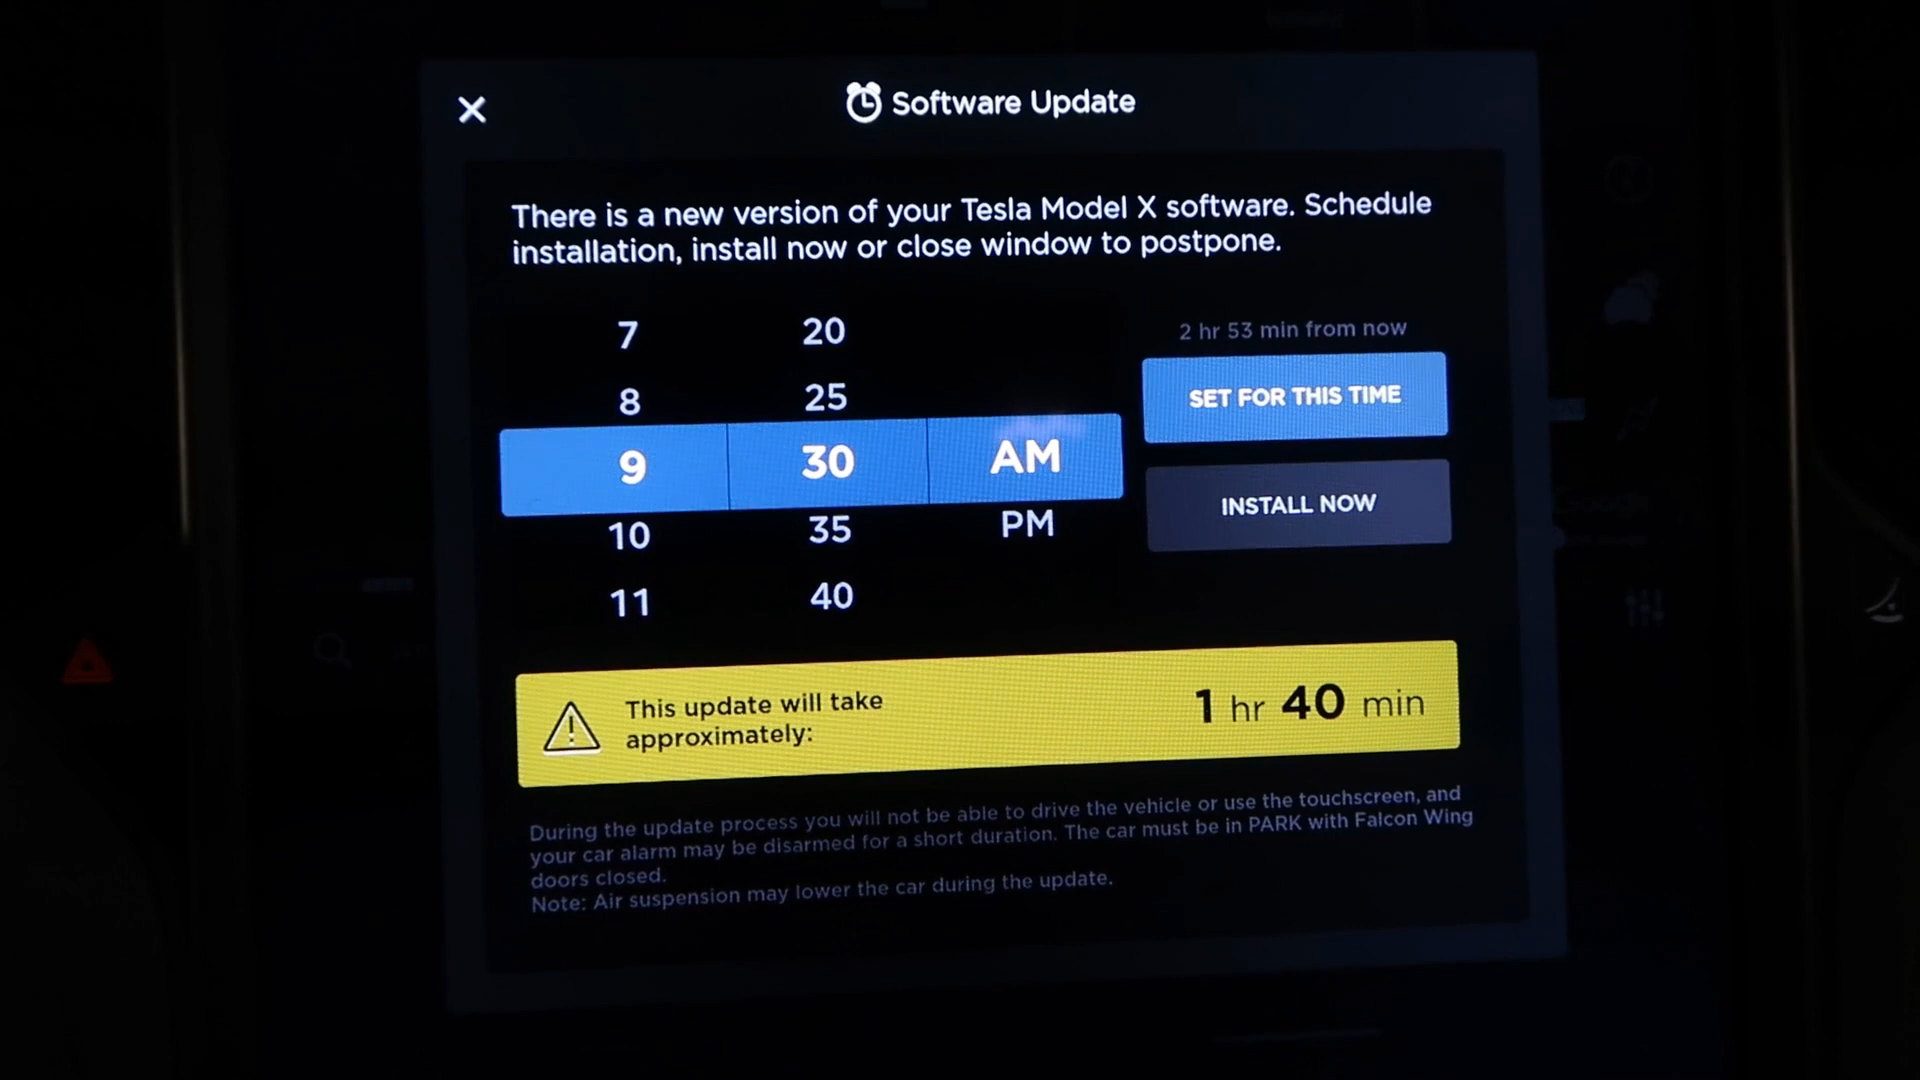 Software Update
There is a new version of your Tesla Model X software. Schedule
installation, install now or close window to postpone.
7 20
2 hr 53 min from now
8 25
SET FOR THIS TIME
9 30 AM
INSTALL NOW
10 35 PM
11 40
This update will take
approximately:
1 hr 40 min
During the update process you will not be able to drive the vehicle or use the touchscreen, and
your car alarm may be disarmed for a short duration. The car must be in PARK with Falcon Wing
doors closed.
Note: Air suspension may lower the car during the update.